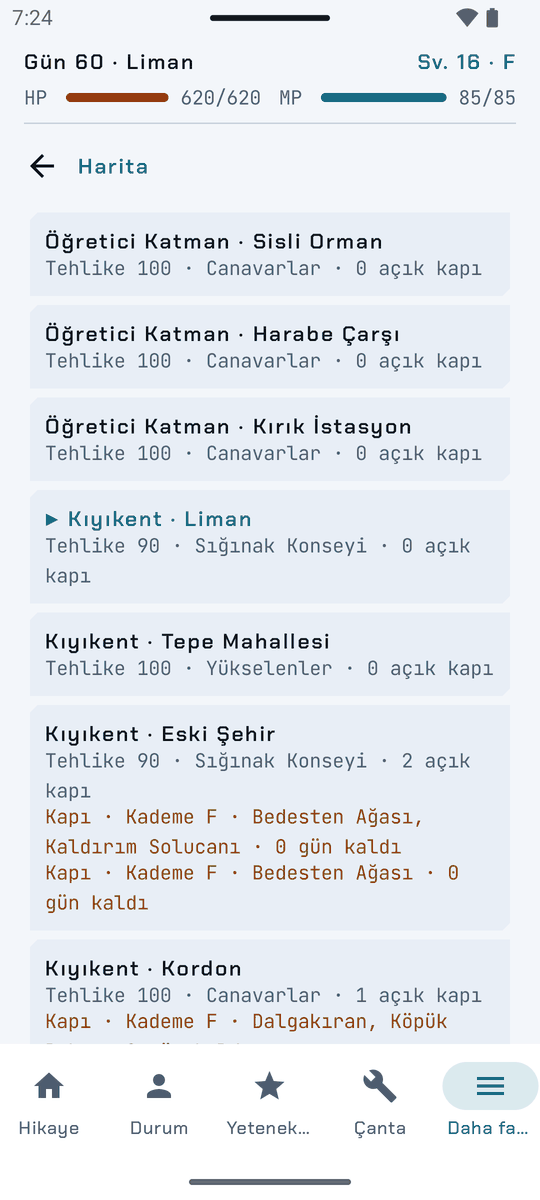 7:24
Gün 60 · Liman
Sv. 16 · F
HP 620/620 MP 85/85
Harita
Öğretici Katman · Sisli Orman
Tehlike 100 · Canavarlar · 0 açık kapı
Öğretici Katman · Harabe Çarşı
Tehlike 100 · Canavarlar · 0 açık kapı
Öğretici Katman · Kırık İstasyon
Tehlike 100 · Canavarlar · 0 açık kapı
▶ Kıyıkent · Liman
Tehlike 90 · Sığınak Konseyi · 0 açık
kapı
Kıyıkent · Tepe Mahallesi
Tehlike 100 · Yükselenler · 0 açık kapı
Kıyıkent · Eski Şehir
Tehlike 90 · Sığınak Konseyi · 2 açık
kapı
Kapı · Kademe F · Bedesten Ağası,
Kaldırım Solucanı · 0 gün kaldı
Kapı · Kademe F · Bedesten Ağası · 0
gün kaldı
Kıyıkent · Kordon
Tehlike 100 · Canavarlar · 1 açık kapı
Kapı · Kademe F · Dalgakıran, Köpük
Hikaye
Durum
Yetenek...
Çanta
Daha fa...